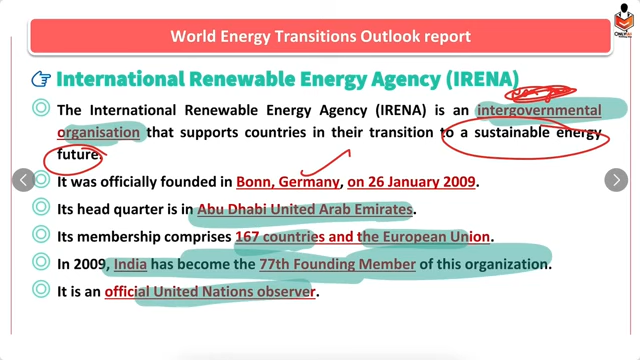 World Energy Transitions Outlook report
International Renewable Energy Agency (IRENA)
The International Renewable Energy Agency (IRENA) is an intergovernmental
organisation that supports countries in their transition to a sustainable energy
future.
It was officially founded in Bonn, Germany, on 26 January 2009.
Its head quarter is in Abu Dhabi United Arab Emirates.
Its membership comprises 167 countries and the European Union.
In 2009, India has become the 77th Founding Member of this organization.
It is an official United Nations observer.